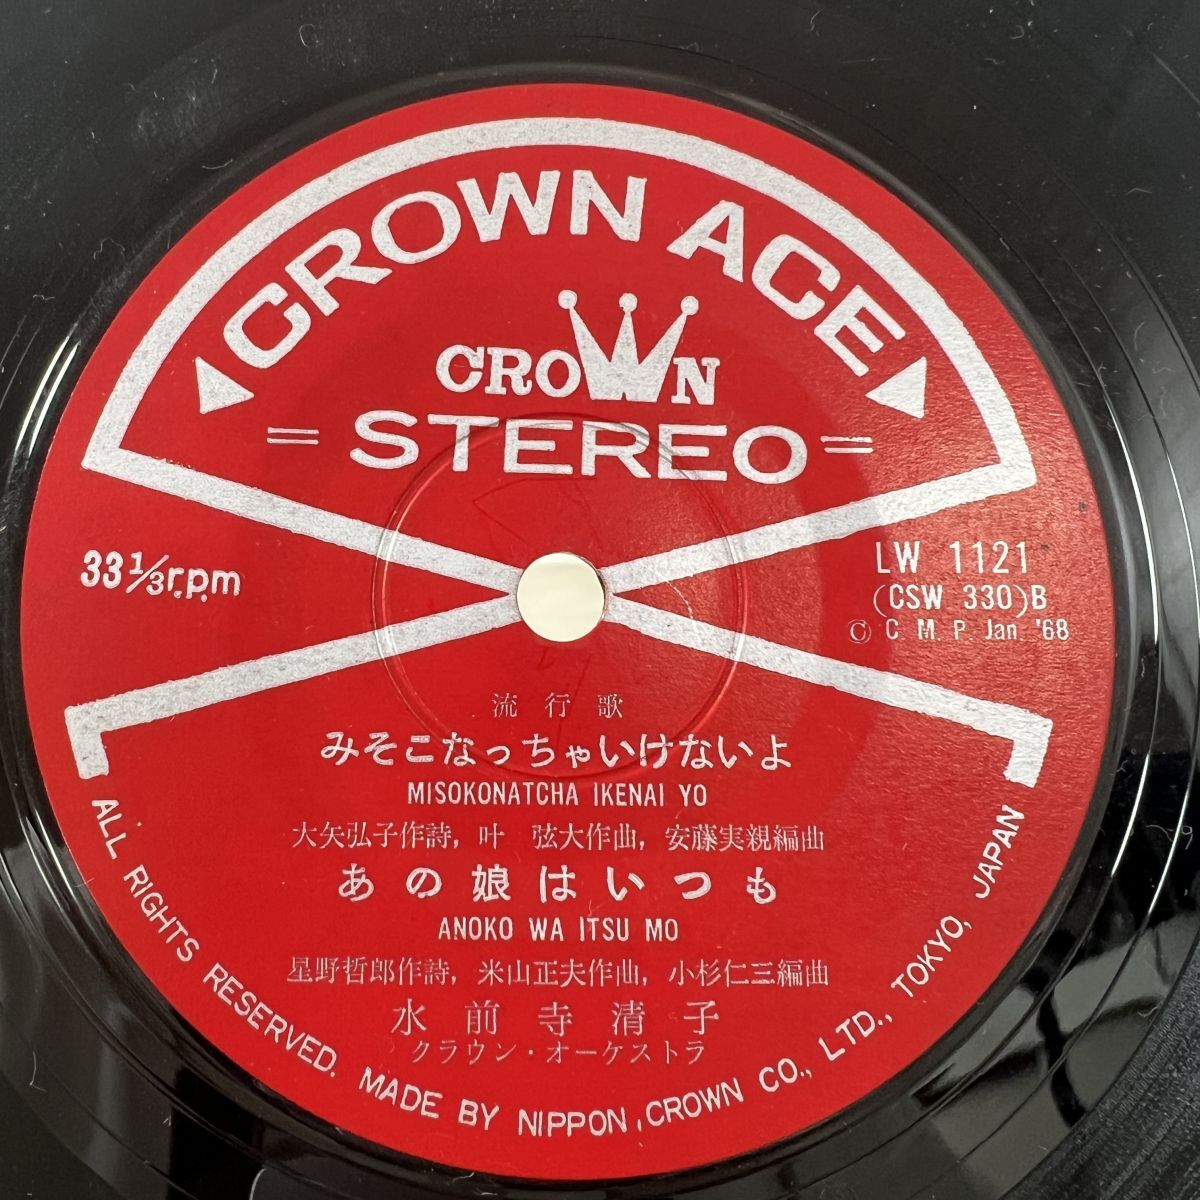 CROWN ACE
CROWN
= STEREO =
33 1/3 r.p.m
LW 1121
(CSW 330) B
© C M. P. Jan. '68
流行歌
みそこなっちゃいけないよ
MISOKONATCHA IKENAI YO
大矢弘子作詩, 叶 弦大作曲, 安藤実親編曲
あの娘はいつも
ANOKO WA ITSU MO
星野哲郎作詩, 米山正夫作曲, 小杉仁三編曲
水前寺清子
クラウン・オーケストラ
ALL RIGHTS RESERVED. MADE BY NIPPON CROWN CO., LTD., TOKYO, JAPAN